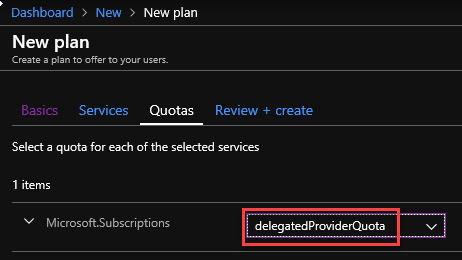 Dashboard > New > New plan
New plan
Create a plan to offer to your users.
Basics Services Quotas Review + create
Select a quota for each of the selected services
1 items
Microsoft.Subscriptions delegatedProviderQuota